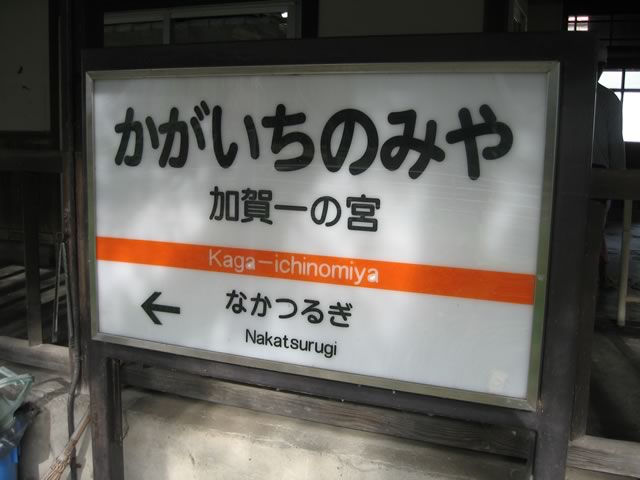 かがいちのみや
加賀一の宮
Kaga-ichinomiya
← なかつるぎ
Nakatsurugi